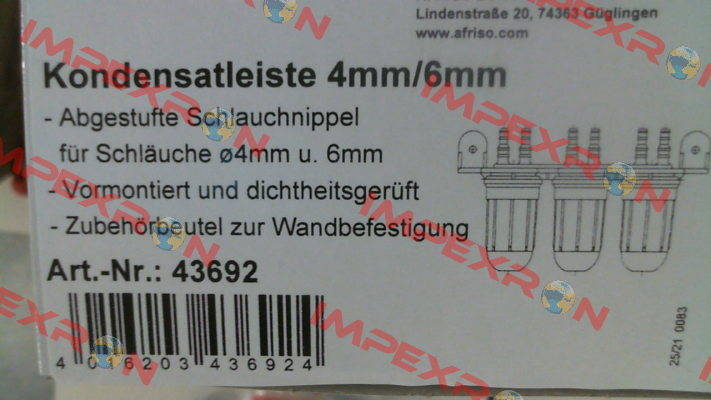 Lindenstraße 20, 74363 Güglingen
www.afriso.com
Kondensatleiste 4mm/6mm
- Abgestufte Schlauchnippel
für Schläuche ø4mm u. 6mm
- Vormontiert und dichtheitsgerüft
- Zubehörbeutel zur Wandbefestigung
Art.-Nr.: 43692
4 016203 436924
25/21 0083
IMPEXRON